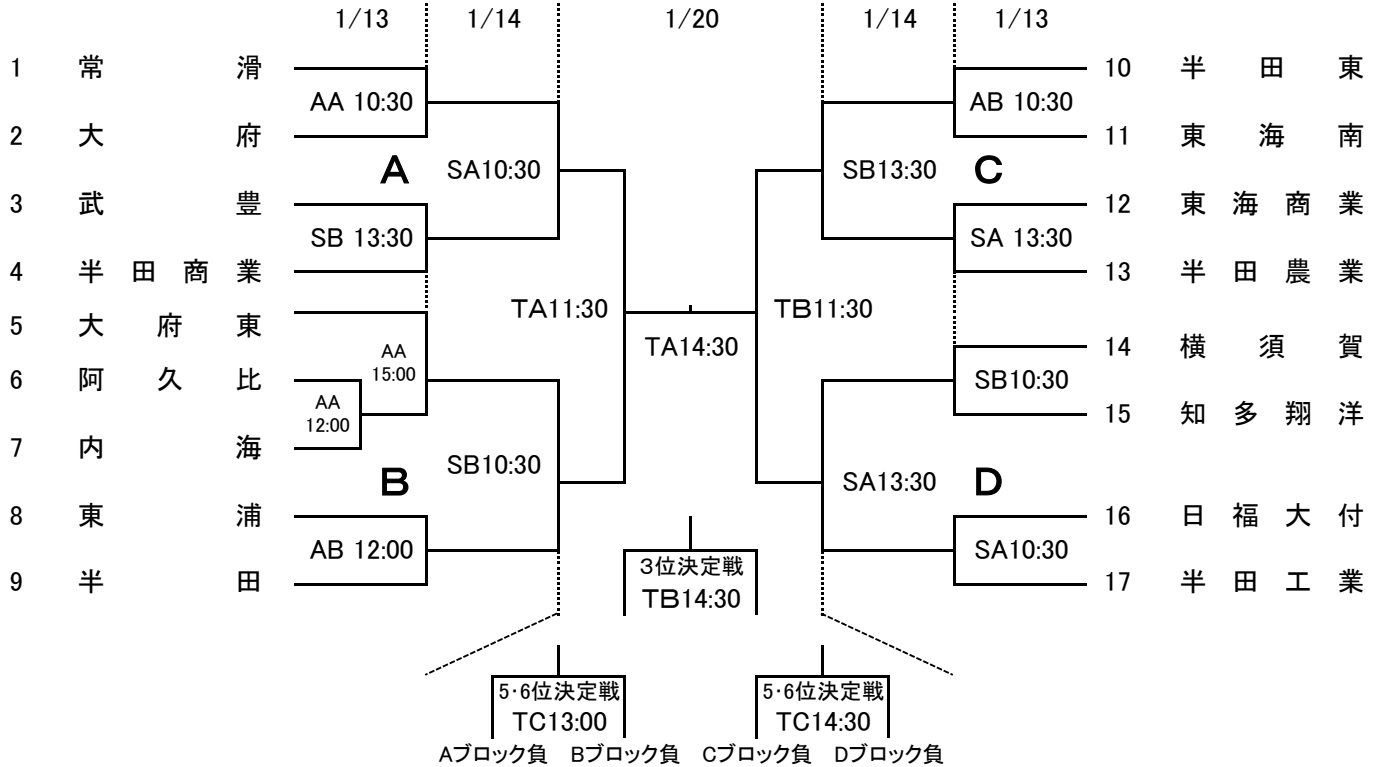 1/13 1/14 1/20 1/14 1/13
1 常滑 10 半田東
AA 10:30 AB 10:30
2 大府 11 東海南
A SA10:30 SB13:30 C
3 武豊 12 東海商業
SB 13:30 SA 13:30
4 半田商業 13 半田農業
TA11:30 TB11:30
5 大府東
TA14:30 14 横須賀
AA
15:00
6 阿久比 SB10:30
AA
12:00
15 知多翔洋
7 内海
B SB10:30 SA13:30 D
8 東浦 16 日福大付
AB 12:00 SA10:30
3位決定戦
TB14:30
9 半田 17 半田工業
5・6位決定戦 5・6位決定戦
TC13:00 TC14:30
Aブロック負 Bブロック負 Cブロック負 Dブロック負